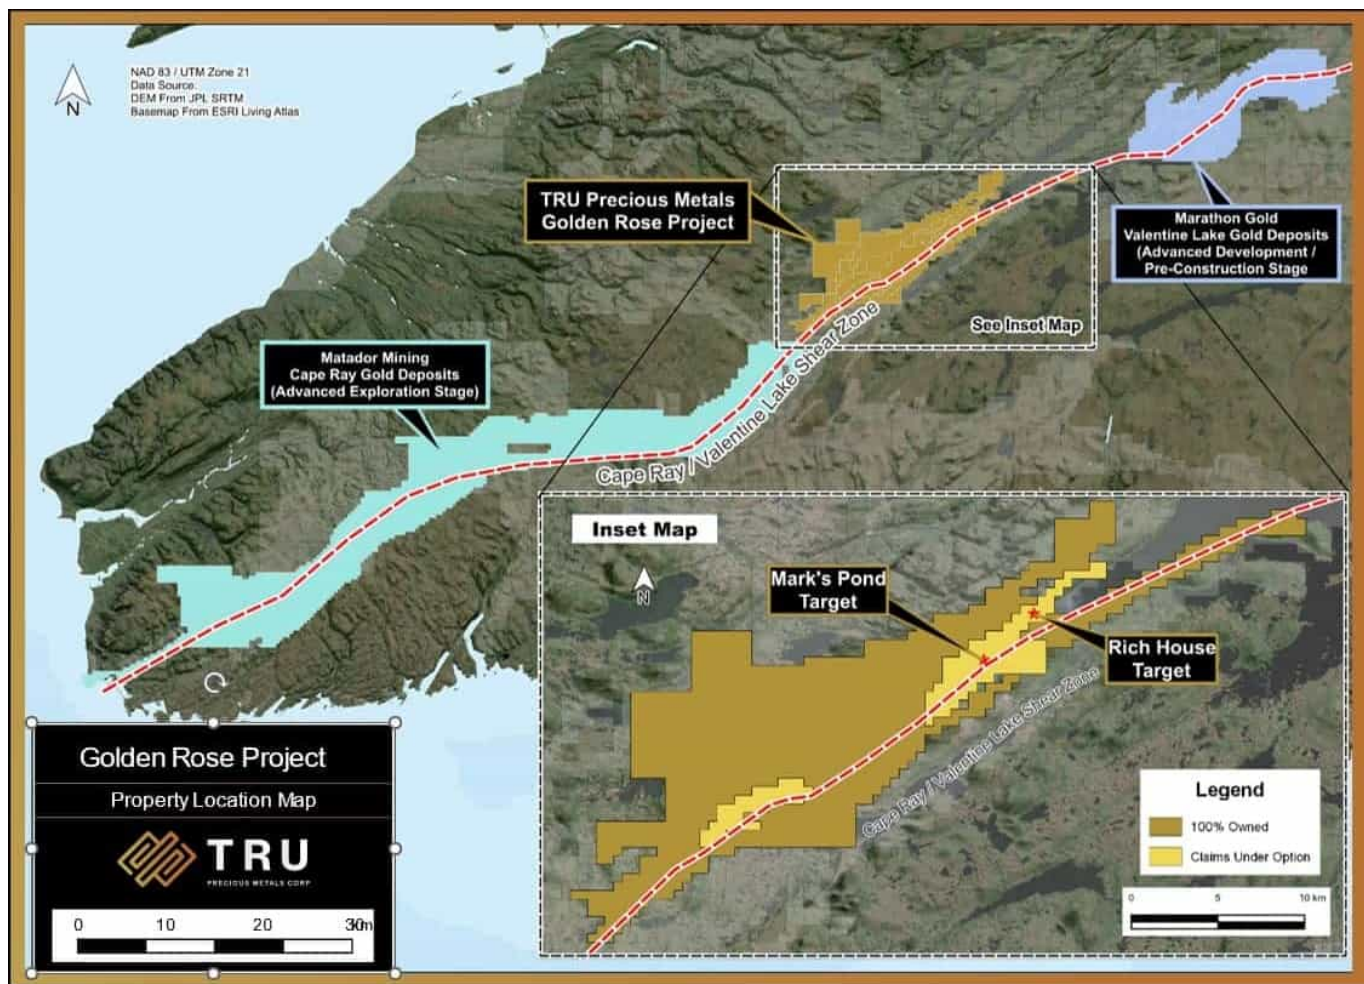 NAD 83 / UTM Zone 21
Data Source:
DEM From JPL SRTM
Basemap From ESRI Living Atlas
N
TRU Precious Metals
Golden Rose Project
Marathon Gold
Valentine Lake Gold Deposits
(Advanced Development /
Pre-Construction Stage
See Inset Map
Matador Mining
Cape Ray Gold Deposits
(Advanced Exploration Stage)
Cape Ray / Valentine Lake Shear Zone
Inset Map
N
Mark's Pond
Target
Rich House
Target
Cape Ray / Valentine Lake Shear Zone
Legend
100% Owned
Claims Under Option
0 5 10 km
Golden Rose Project
Property Location Map
TRU
PRECIOUS METALS CORP
0 10 20 30km